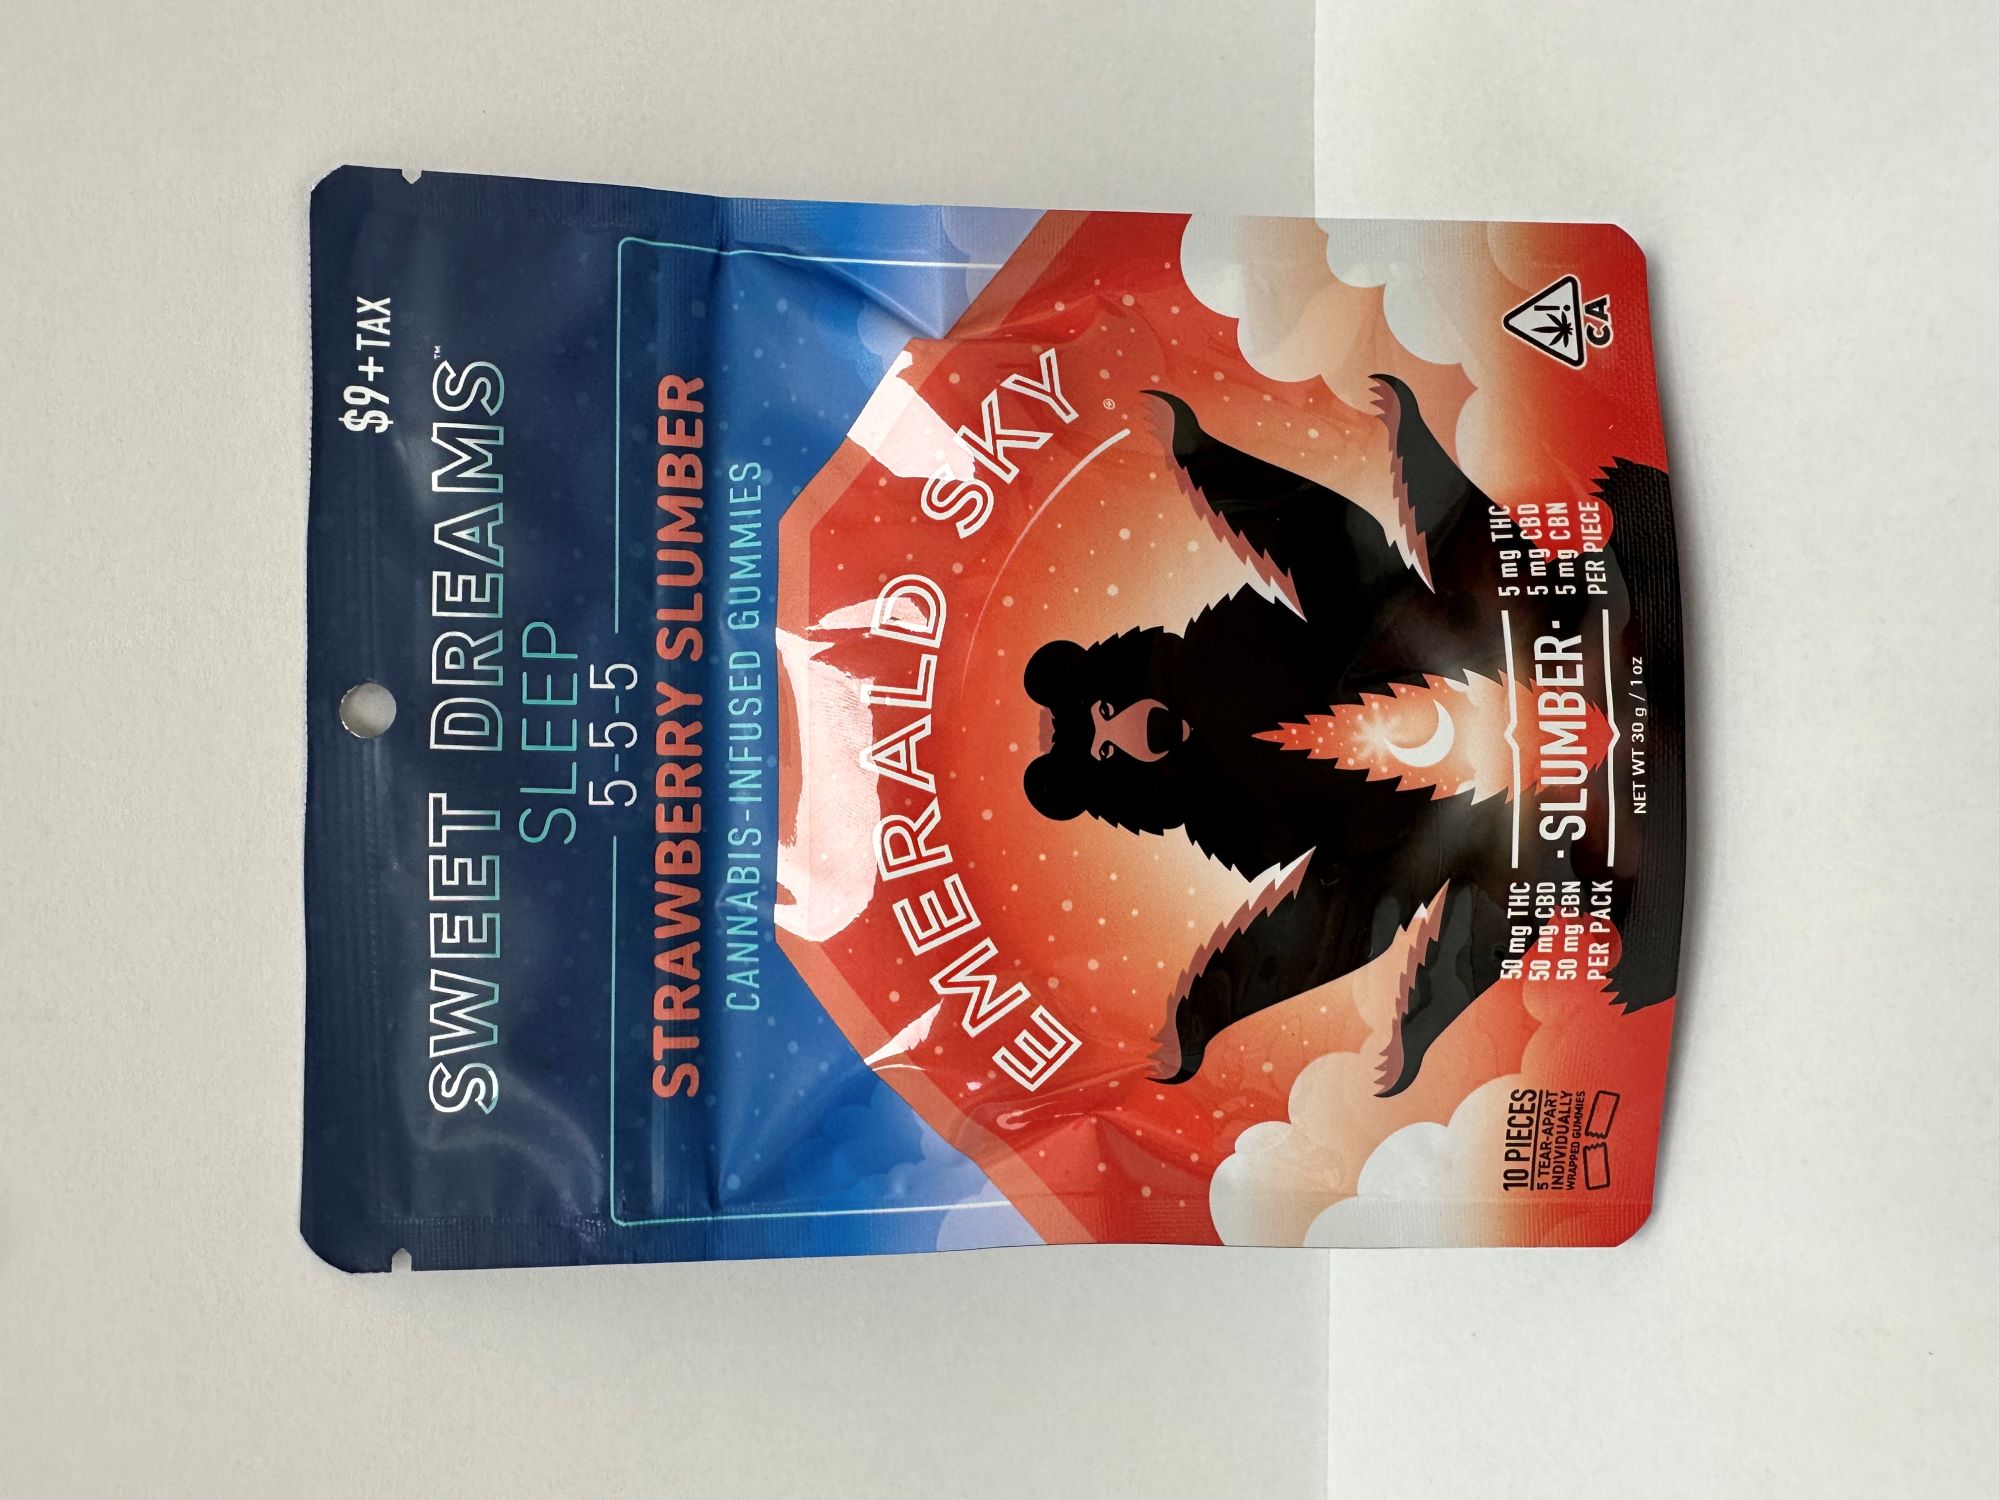 $9+TAX
SWEET DREAMS™
SLEEP
5-5-5
STRAWBERRY SLUMBER
CANNABIS-INFUSED GUMMIES
EMERALD SKY®
10 PIECES
5 TEAR-APART
INDIVIDUALLY
WRAPPED GUMMIES
50 mg THC
50 mg CBD
50 mg CBN
PER PACK
·SLUMBER·
5 mg THC
5 mg CBD
5 mg CBN
PER PIECE
NET WT 30 g / 1 oz
!
CA